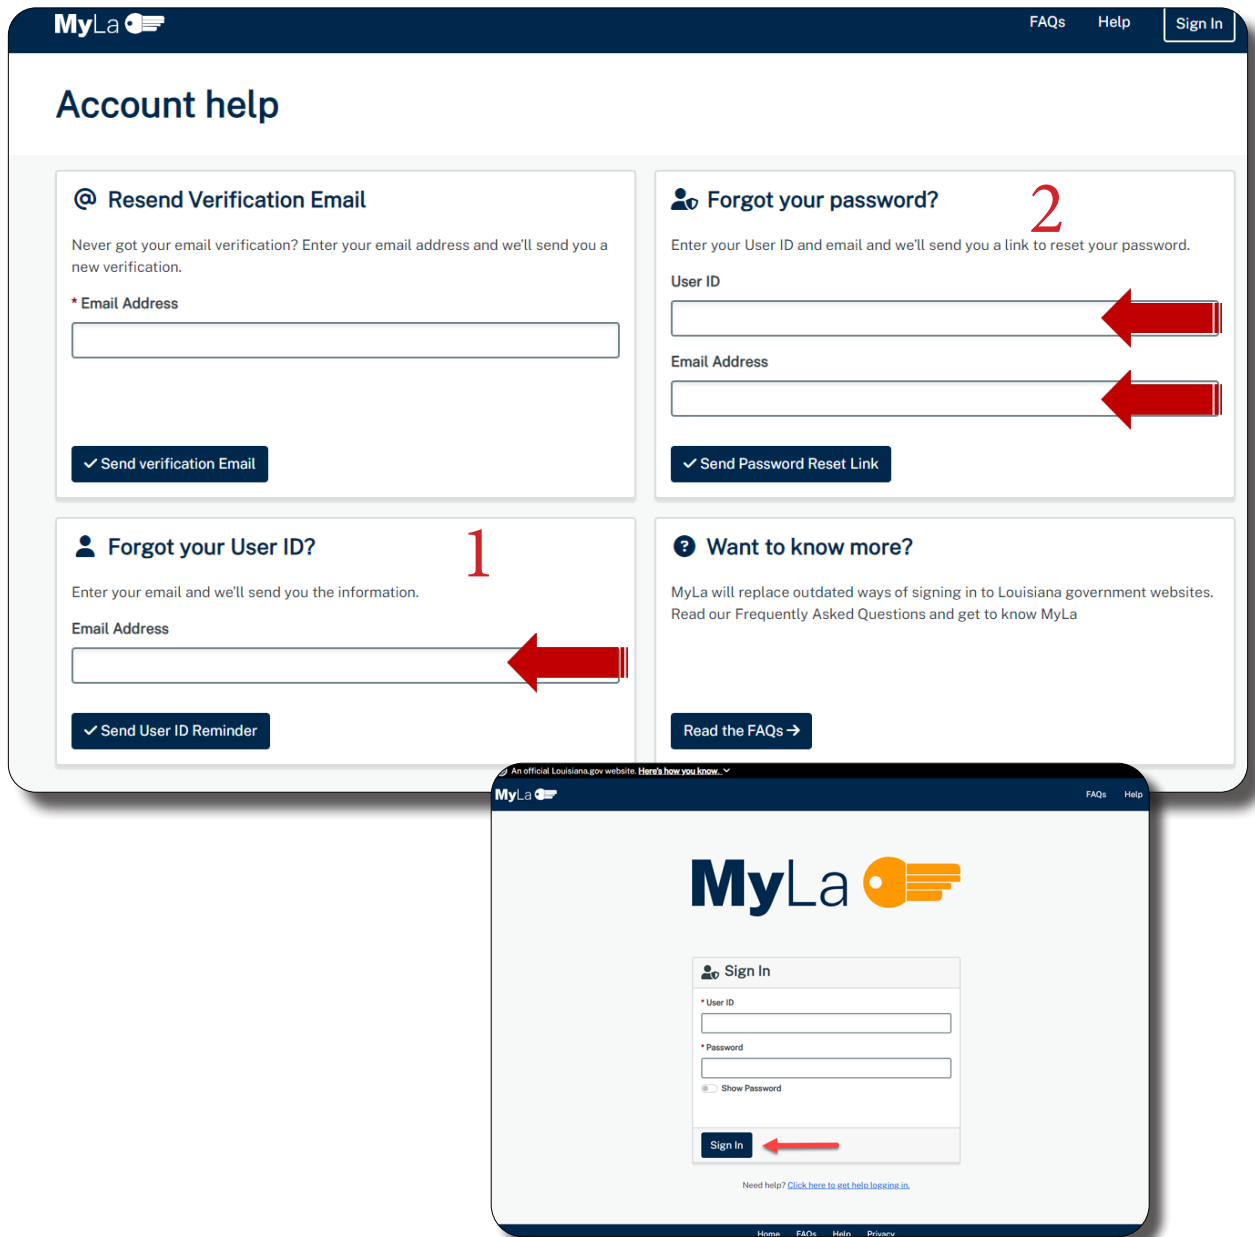 MyLa
FAQs Help Sign In
Account help
Resend Verification Email
Never got your email verification? Enter your email address and we'll send you a
new verification.
* Email Address
Send verification Email
Forgot your password?
2
Enter your User ID and email and we'll send you a link to reset your password.
User ID
Email Address
Send Password Reset Link
Forgot your User ID?
1
Enter your email and we'll send you the information.
Email Address
Send User ID Reminder
Want to know more?
MyLa will replace outdated ways of signing in to Louisiana government websites.
Read our Frequently Asked Questions and get to know MyLa
Read the FAQs →
An official Louisiana.gov website. Here's how you know.
MyLa
FAQs Help
MyLa
Sign In
* User ID
* Password
Show Password
Sign In
Need help? Click here to get help logging in.
Home FAQs Help Privacy